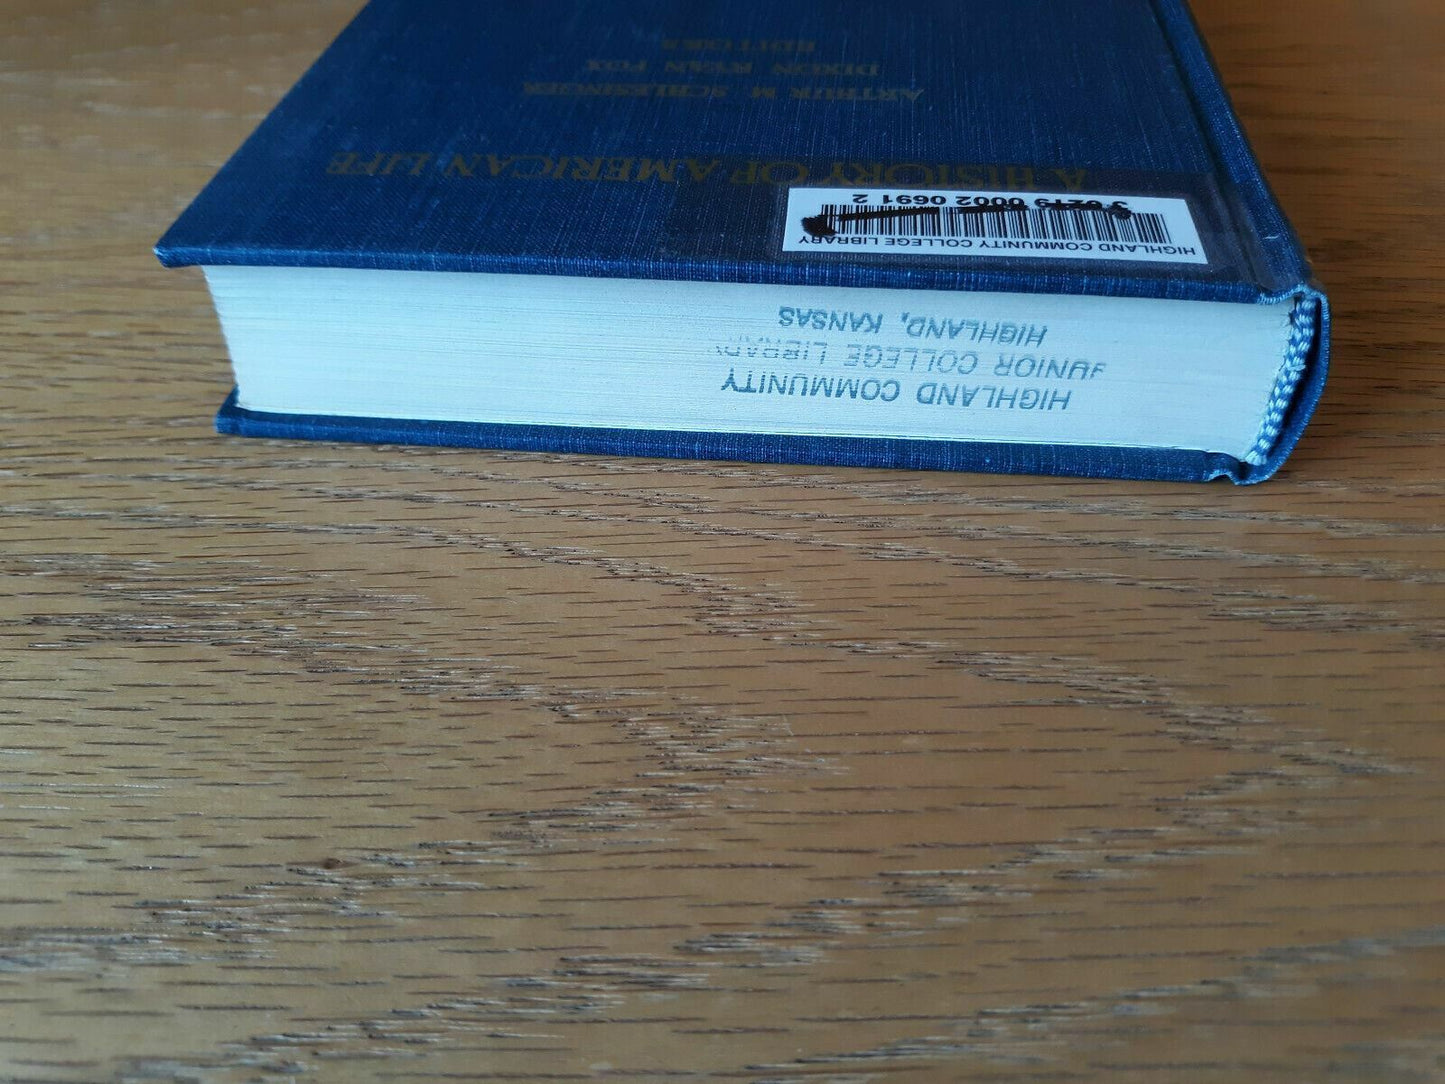 A HISTORY OF AMERICAN LIFE
ARTHUR M. SCHLESINGER
DIXON RYAN FOX
EDITORS
HIGHLAND COMMUNITY COLLEGE LIBRARY
3 0219 0002 0691 2
HIGHLAND COMMUNITY
JUNIOR COLLEGE LIBRARY
HIGHLAND, KANSAS